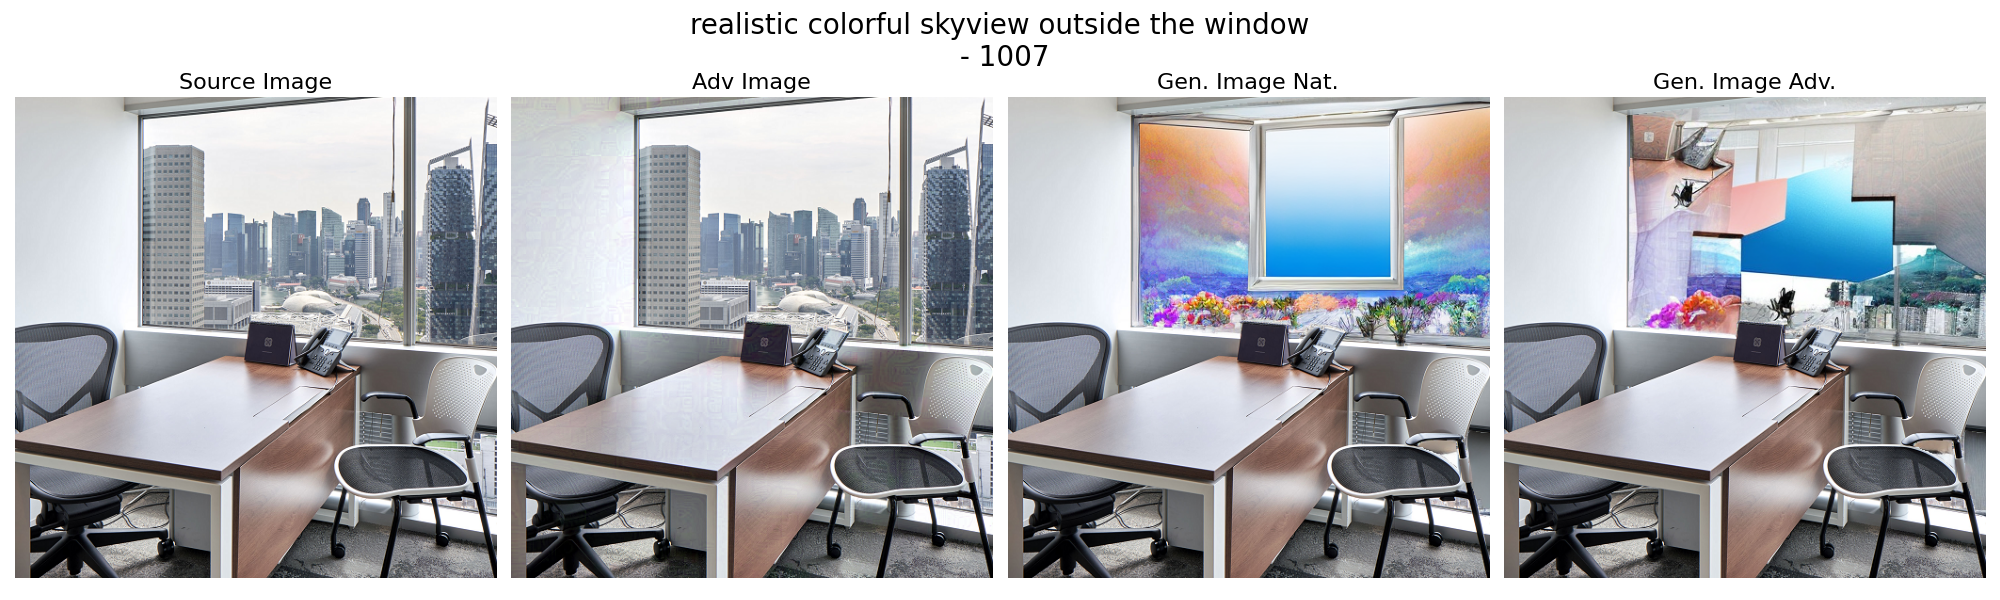 realistic colorful skyview outside the window
- 1007
Source Image
Adv Image
Gen. Image Nat.
Gen. Image Adv.